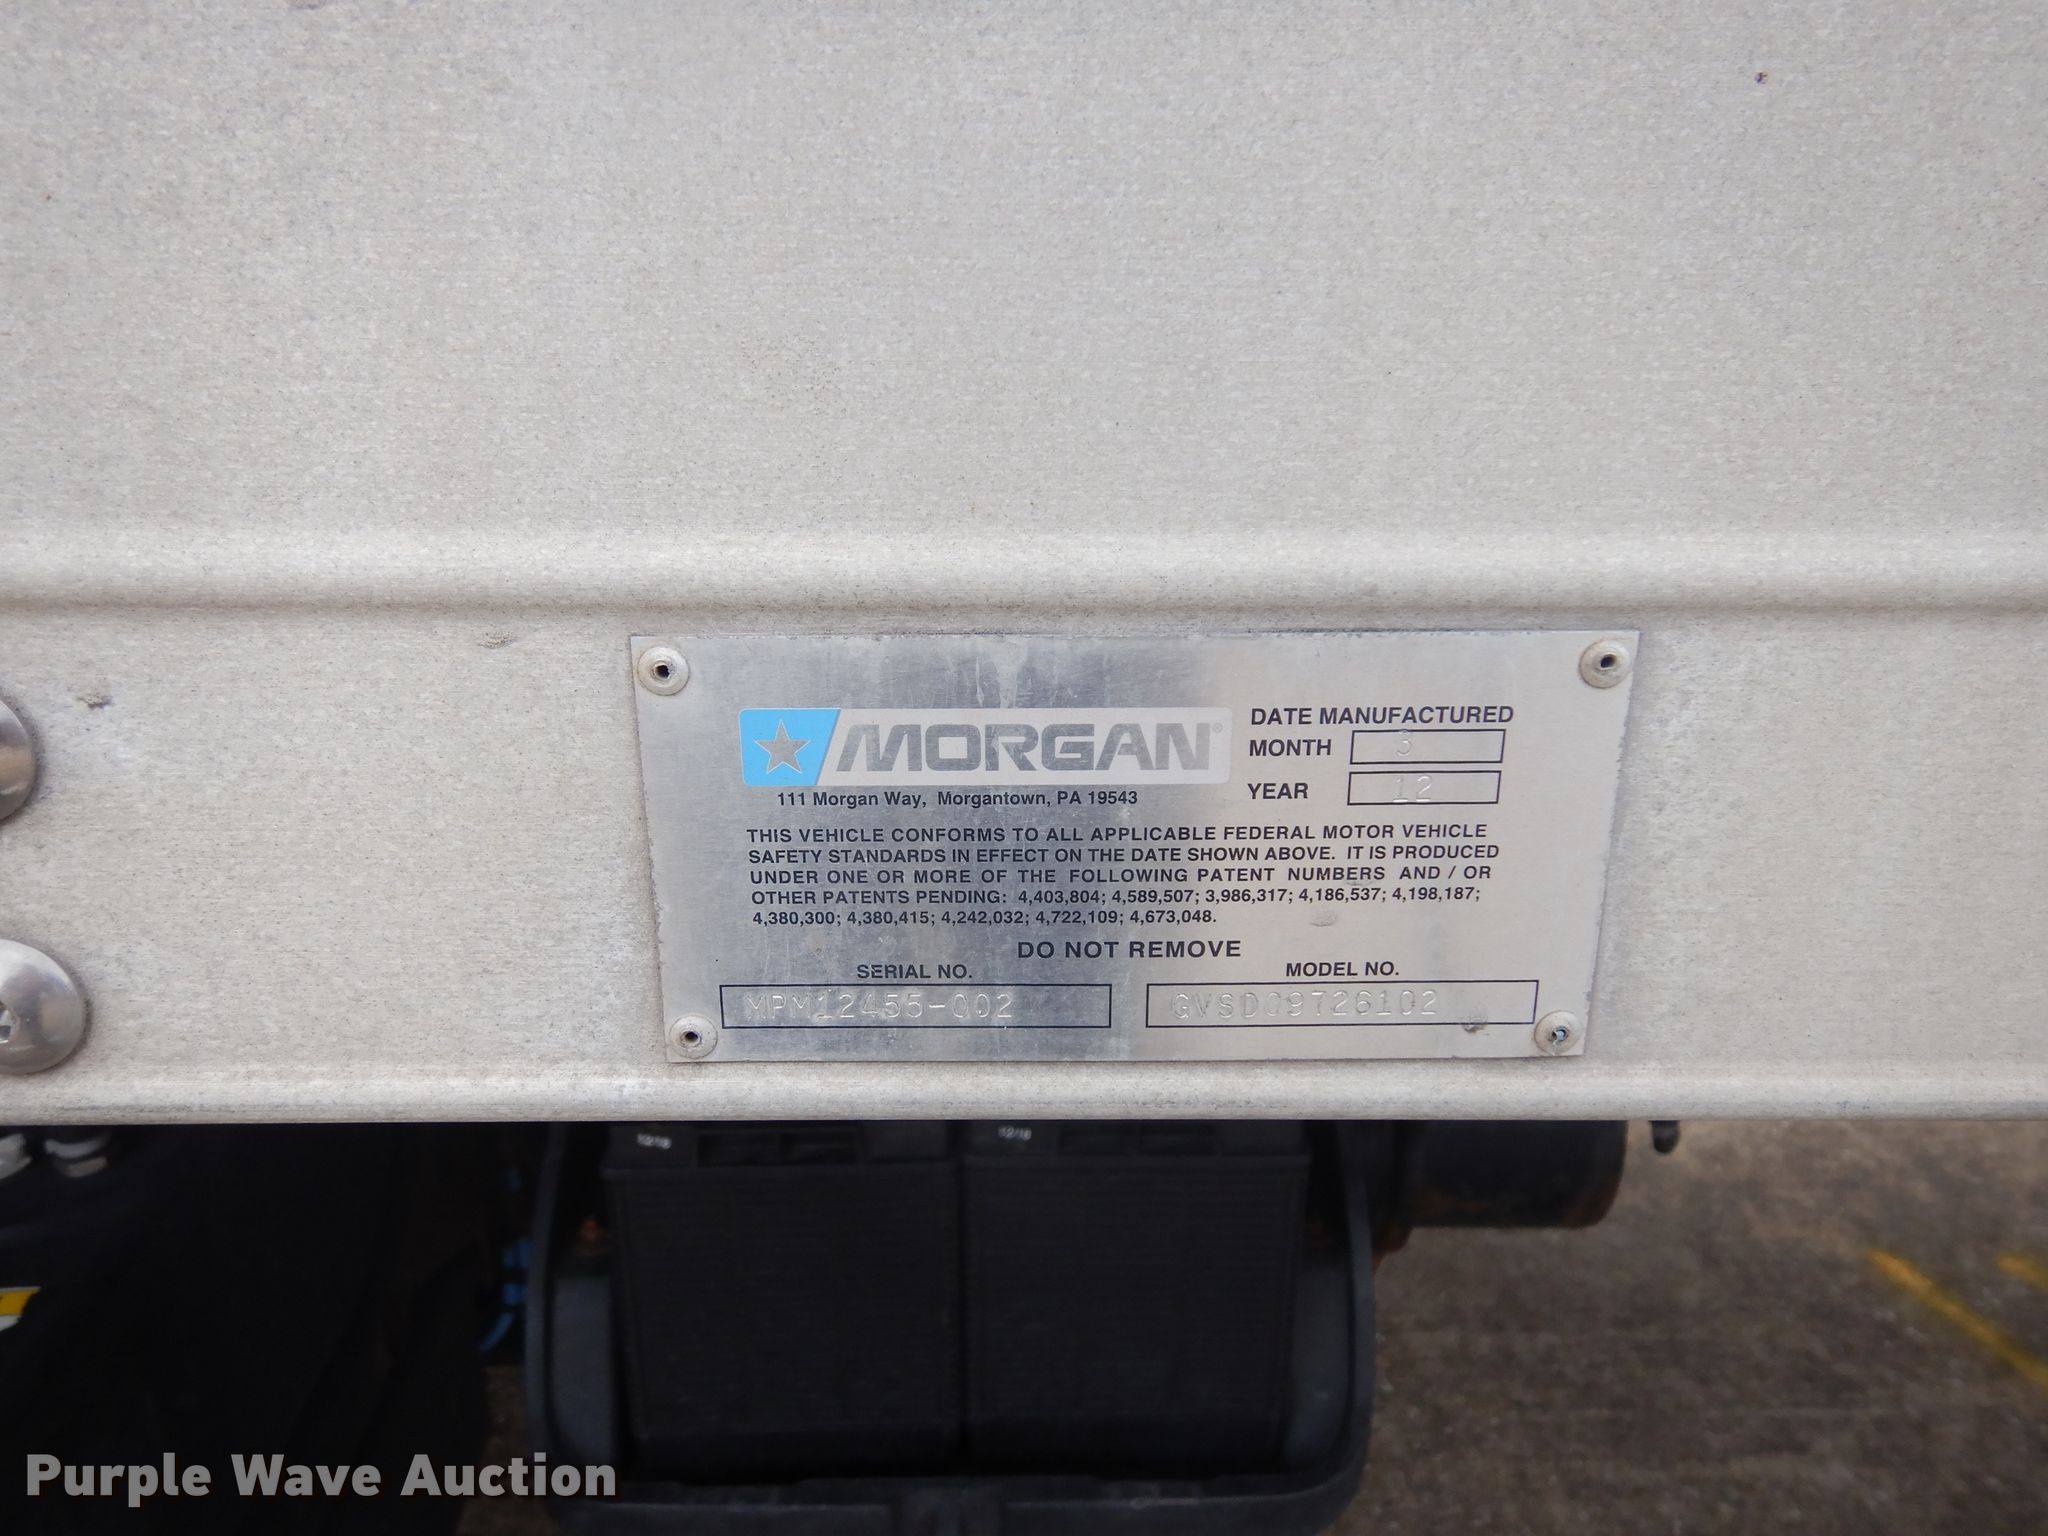 MORGAN®
111 Morgan Way, Morgantown, PA 19543
DATE MANUFACTURED
MONTH 3
YEAR 12
THIS VEHICLE CONFORMS TO ALL APPLICABLE FEDERAL MOTOR VEHICLE
SAFETY STANDARDS IN EFFECT ON THE DATE SHOWN ABOVE. IT IS PRODUCED
UNDER ONE OR MORE OF THE FOLLOWING PATENT NUMBERS AND / OR
OTHER PATENTS PENDING: 4,403,804; 4,589,507; 3,986,317; 4,186,537; 4,198,187;
4,380,300; 4,380,415; 4,242,032; 4,722,109; 4,673,048.
DO NOT REMOVE
SERIAL NO.
MPM12455-002
MODEL NO.
GVSD09726102
12/18
12/18
Purple Wave Auction